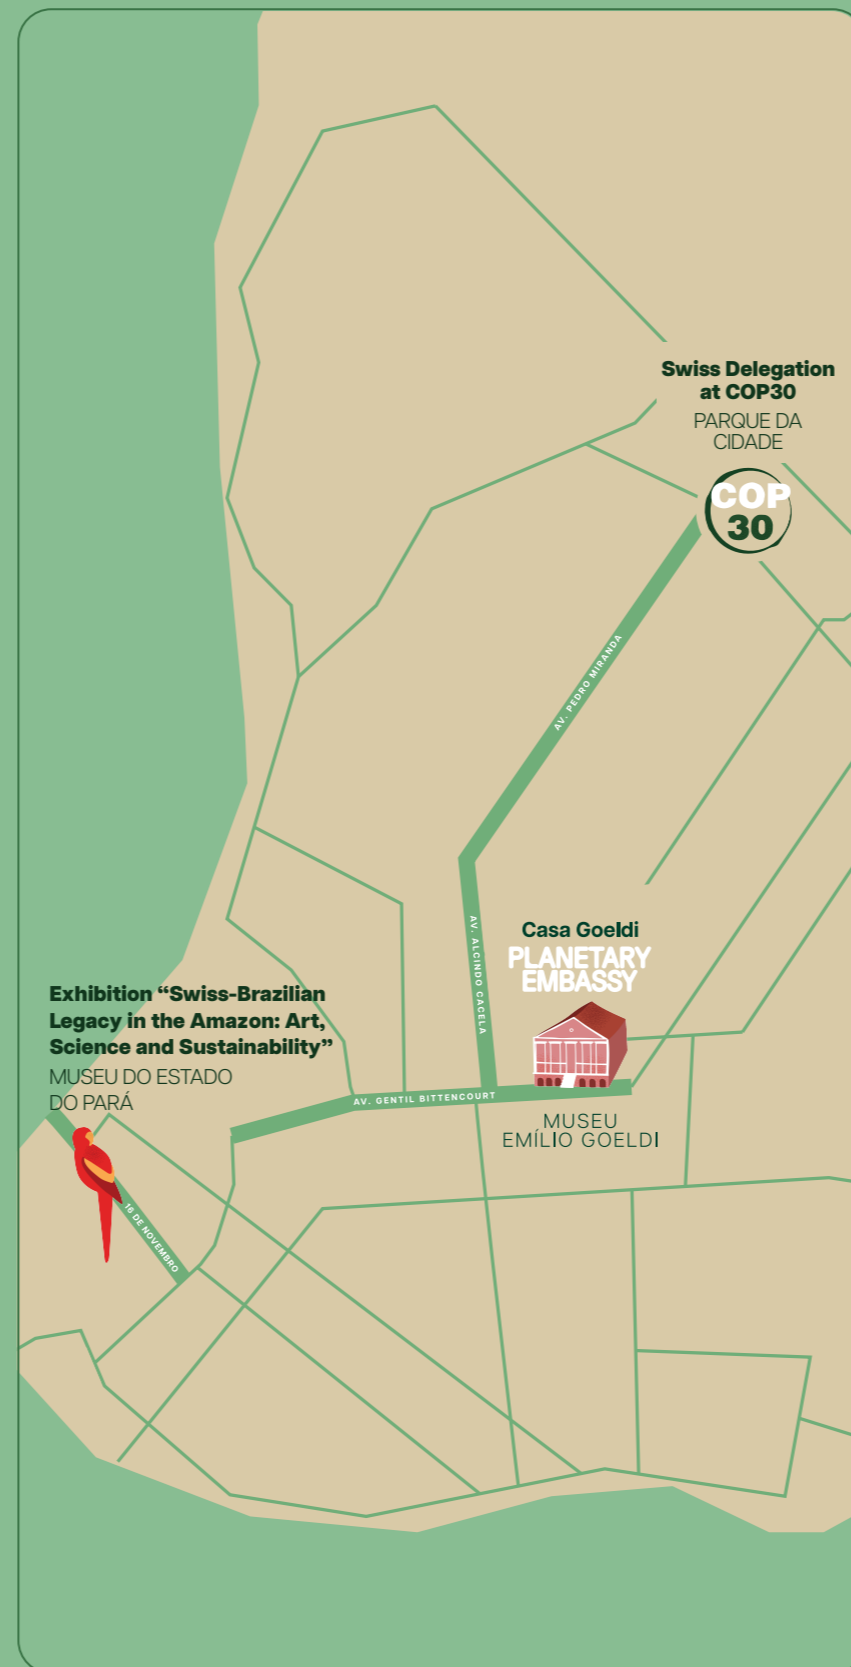 Swiss Delegation
at COP30
PARQUE DA
CIDADE
COP
30
AV. PEDRO MIRANDA
AV. ALCINDO CACELA
Casa Goeldi
PLANETARY
EMBASSY
Exhibition “Swiss-Brazilian
Legacy in the Amazon: Art,
Science and Sustainability”
MUSEU DO ESTADO
DO PARÁ
AV. GENTIL BITTENCOURT
MUSEU
EMÍLIO GOELDI
16 DE NOVEMBRO